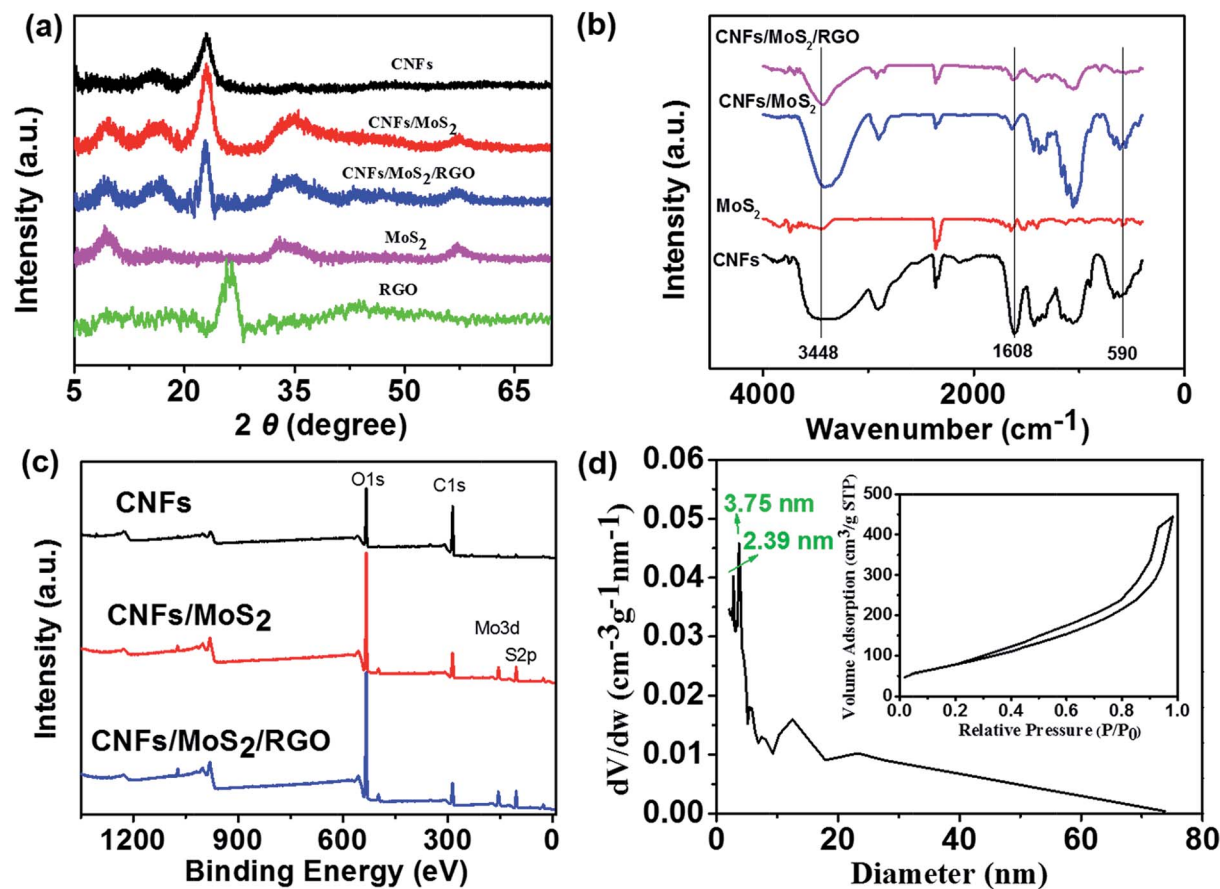 (a)
CNFs
CNFs/MoS2
CNFs/MoS2/RGO
MoS2
RGO
Intensity (a.u.)
5 20 35 50 65
2 θ (degree)
(b)
CNFs/MoS2/RGO
CNFs/MoS2
MoS2
CNFs
3448 1608 590
Intensity (a.u.)
4000 2000 0
Wavenumber (cm-1)
(c)
O1s C1s
CNFs
CNFs/MoS2
Mo3d
S2p
CNFs/MoS2/RGO
Intensity (a.u.)
1200 900 600 300 0
Binding Energy (eV)
(d)
0.06
0.05
0.04
0.03
0.02
0.01
0.00
dV/dw (cm-3g-1nm-1)
3.75 nm
2.39 nm
500
400
300
200
100
0
Volume Adsorption (cm3/g STP)
0.0 0.2 0.4 0.6 0.8 1.0
Relative Pressure (P/P0)
0 20 40 60 80
Diameter (nm)